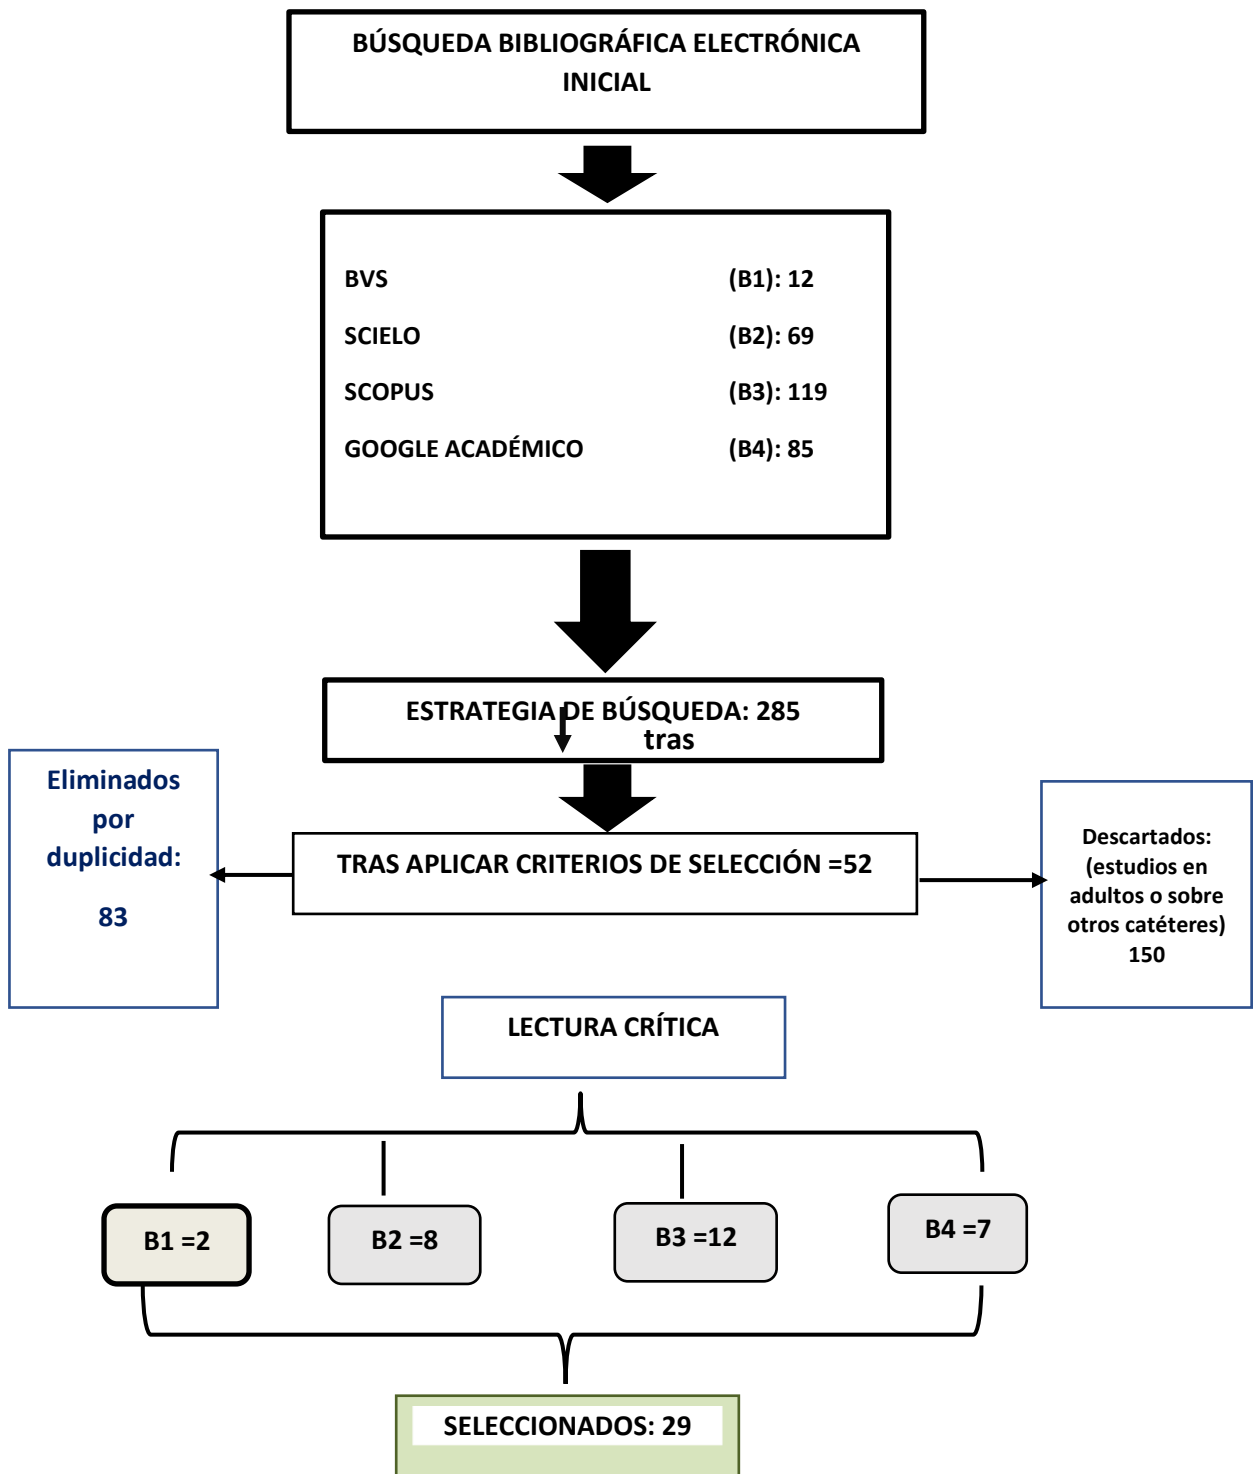 BÚSQUEDA BIBLIOGRÁFICA ELECTRÓNICA
INICIAL
BVS (B1): 12
SCIELO (B2): 69
SCOPUS (B3): 119
GOOGLE ACADÉMICO (B4): 85
ESTRATEGIA DE BÚSQUEDA: 285
tras
Eliminados
por
duplicidad:
83
TRAS APLICAR CRITERIOS DE SELECCIÓN =52
Descartados:
(estudios en
adultos o sobre
otros catéteres)
150
LECTURA CRÍTICA
B1 =2
B2 =8
B3 =12
B4 =7
SELECCIONADOS: 29